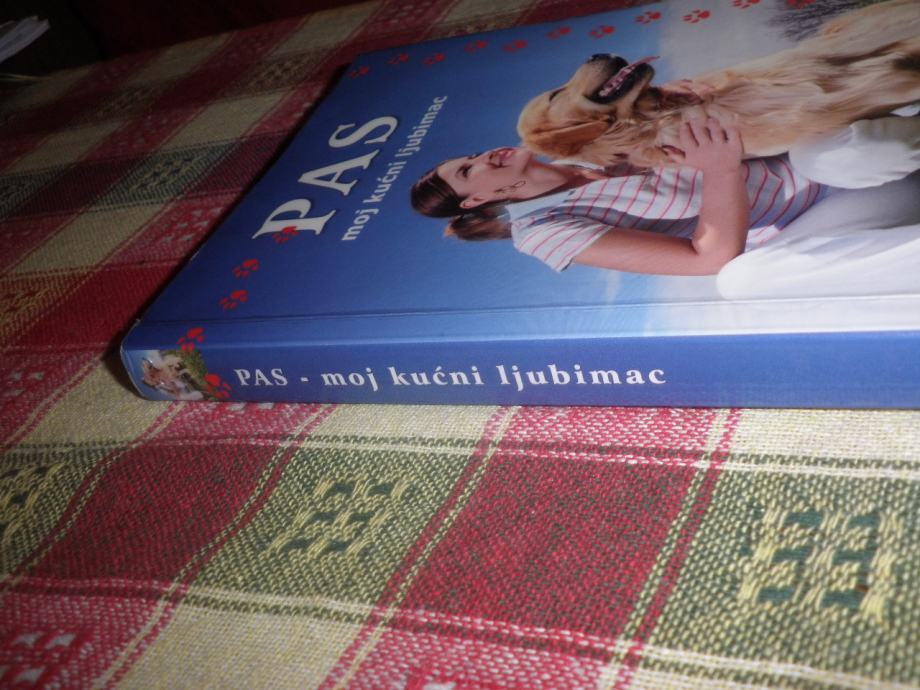 PAS
moj kućni ljubimac
PAS - moj kućni ljubimac